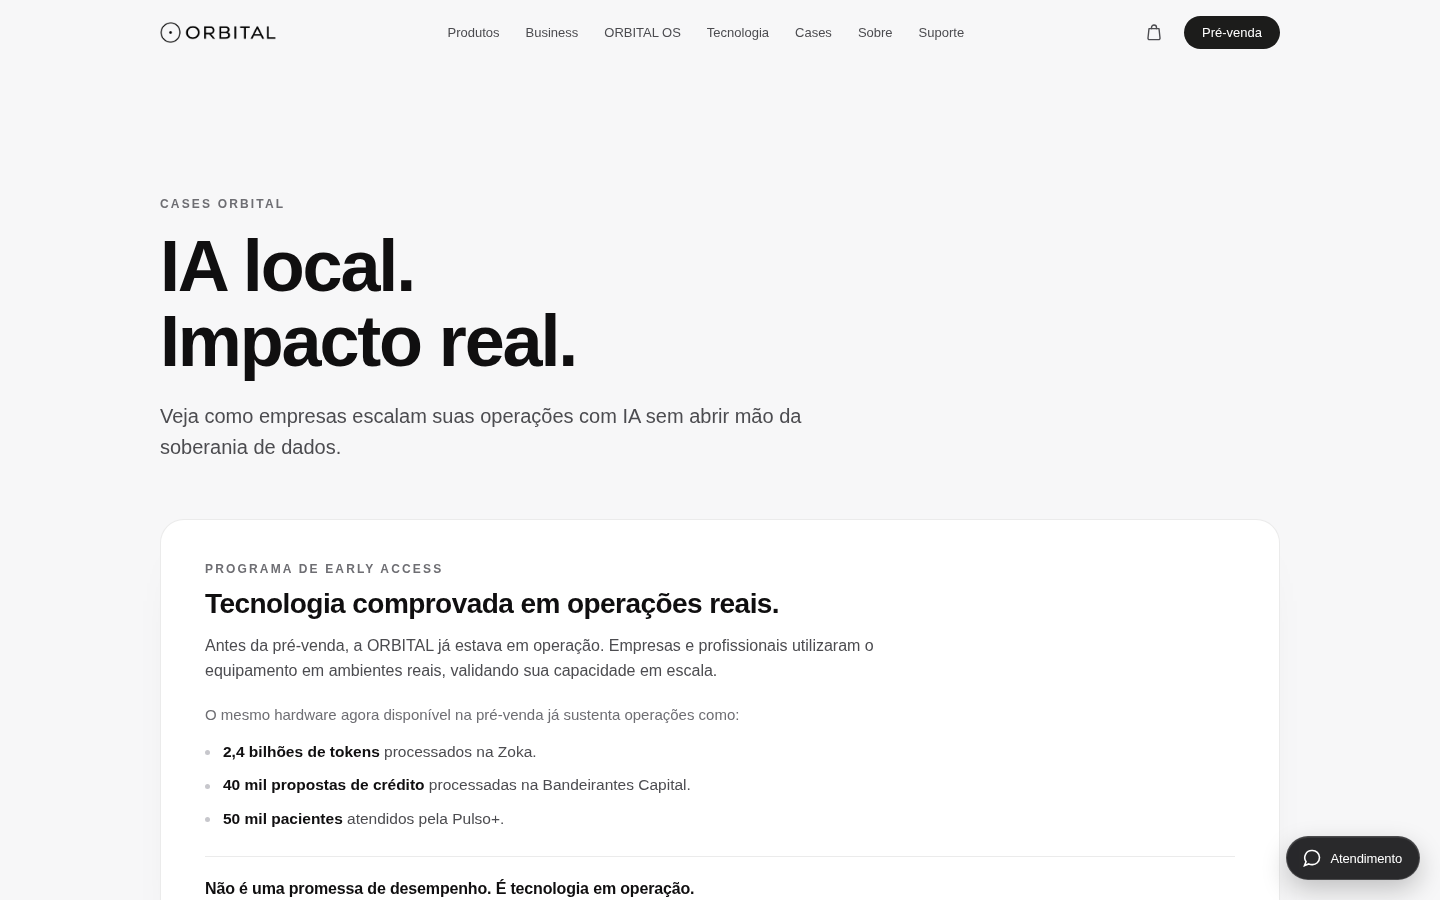 ORBITAL
Produtos
Business
ORBITAL OS
Tecnologia
Cases
Sobre
Suporte
Pré-venda
CASES ORBITAL
IA local.
Impacto real.
Veja como empresas escalam suas operações com IA sem abrir mão da
soberania de dados.
PROGRAMA DE EARLY ACCESS
Tecnologia comprovada em operações reais.
Antes da pré-venda, a ORBITAL já estava em operação. Empresas e profissionais utilizaram o
equipamento em ambientes reais, validando sua capacidade em escala.
O mesmo hardware agora disponível na pré-venda já sustenta operações como:
2,4 bilhões de tokens processados na Zoka.
40 mil propostas de crédito processadas na Bandeirantes Capital.
50 mil pacientes atendidos pela Pulso+.
Não é uma promessa de desempenho. É tecnologia em operação.
Atendimento